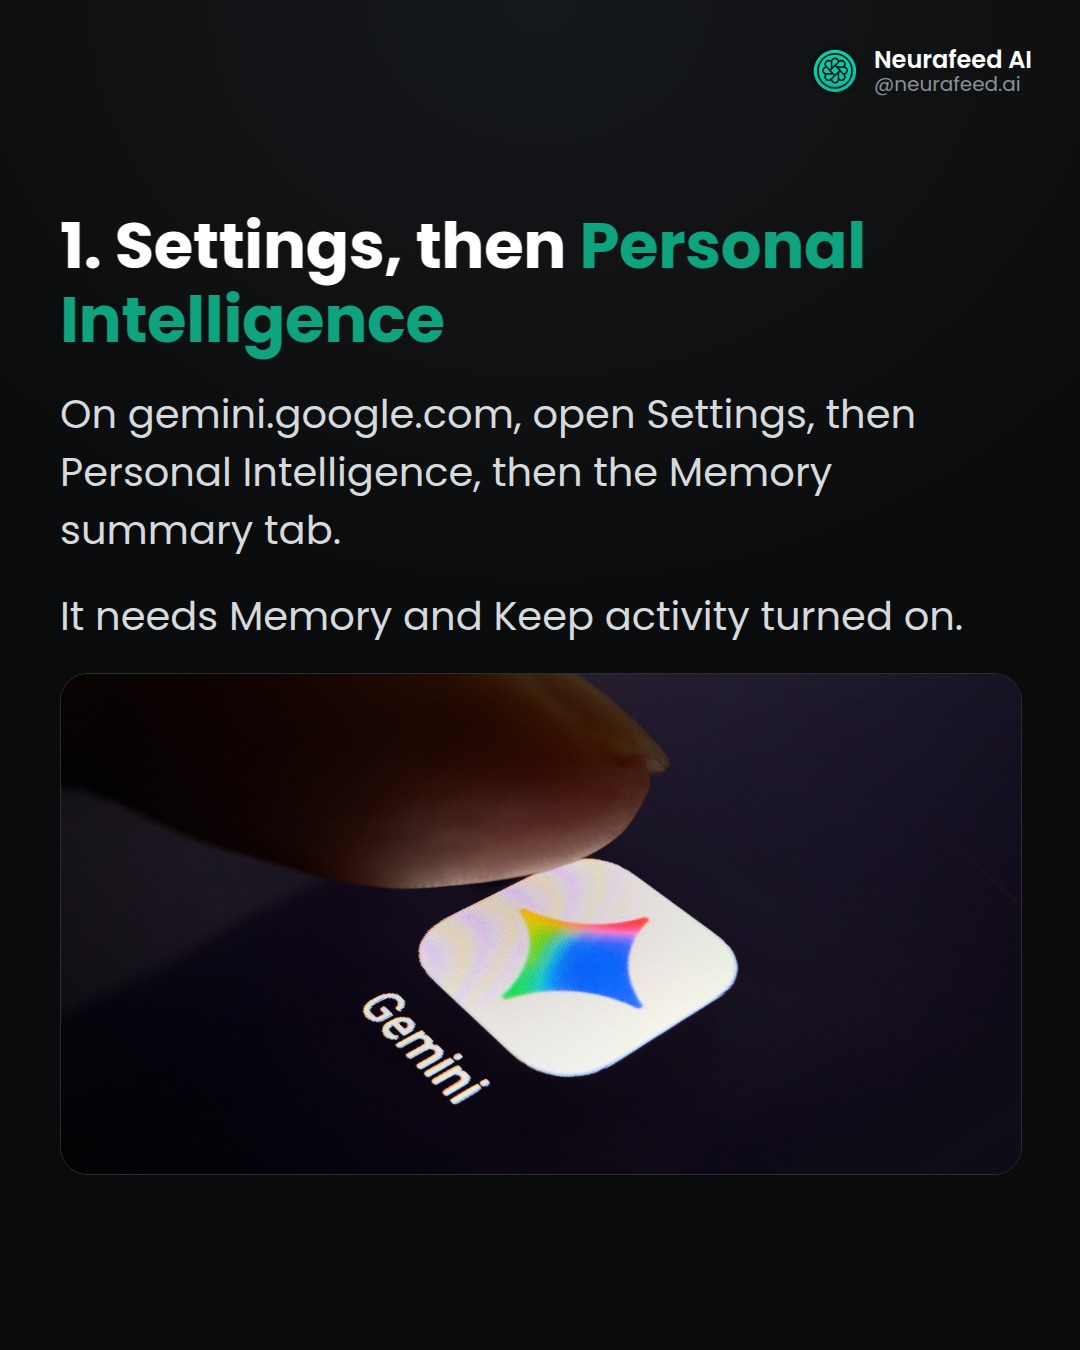 Neurafeed AI
@neurafeed.ai
1. Settings, then Personal
Intelligence
On gemini.google.com, open Settings, then
Personal Intelligence, then the Memory
summary tab.
It needs Memory and Keep activity turned on.
Gemini